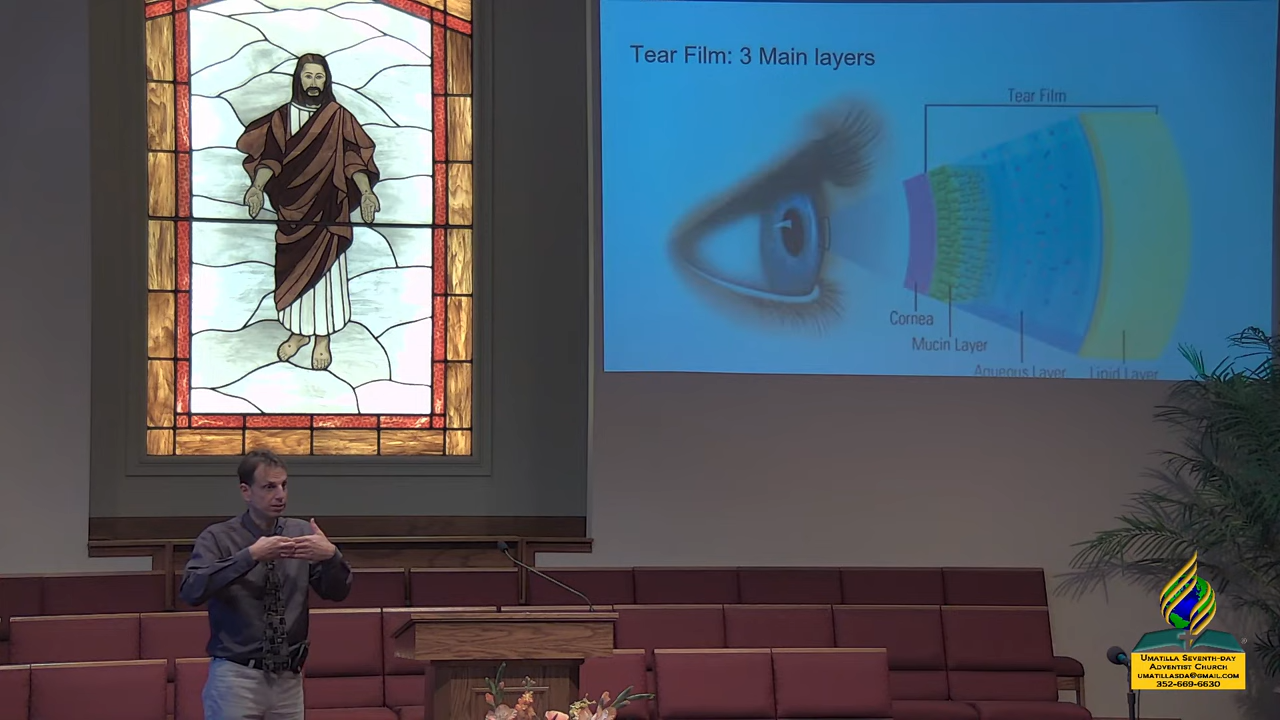 Tear Film: 3 Main layers
Tear Film
Cornea
Mucin Layer
Aqueous Layer
Lipid Layer
Umatilla Seventh-day
Adventist Church
umatillasda@gmail.com
352-669-6630